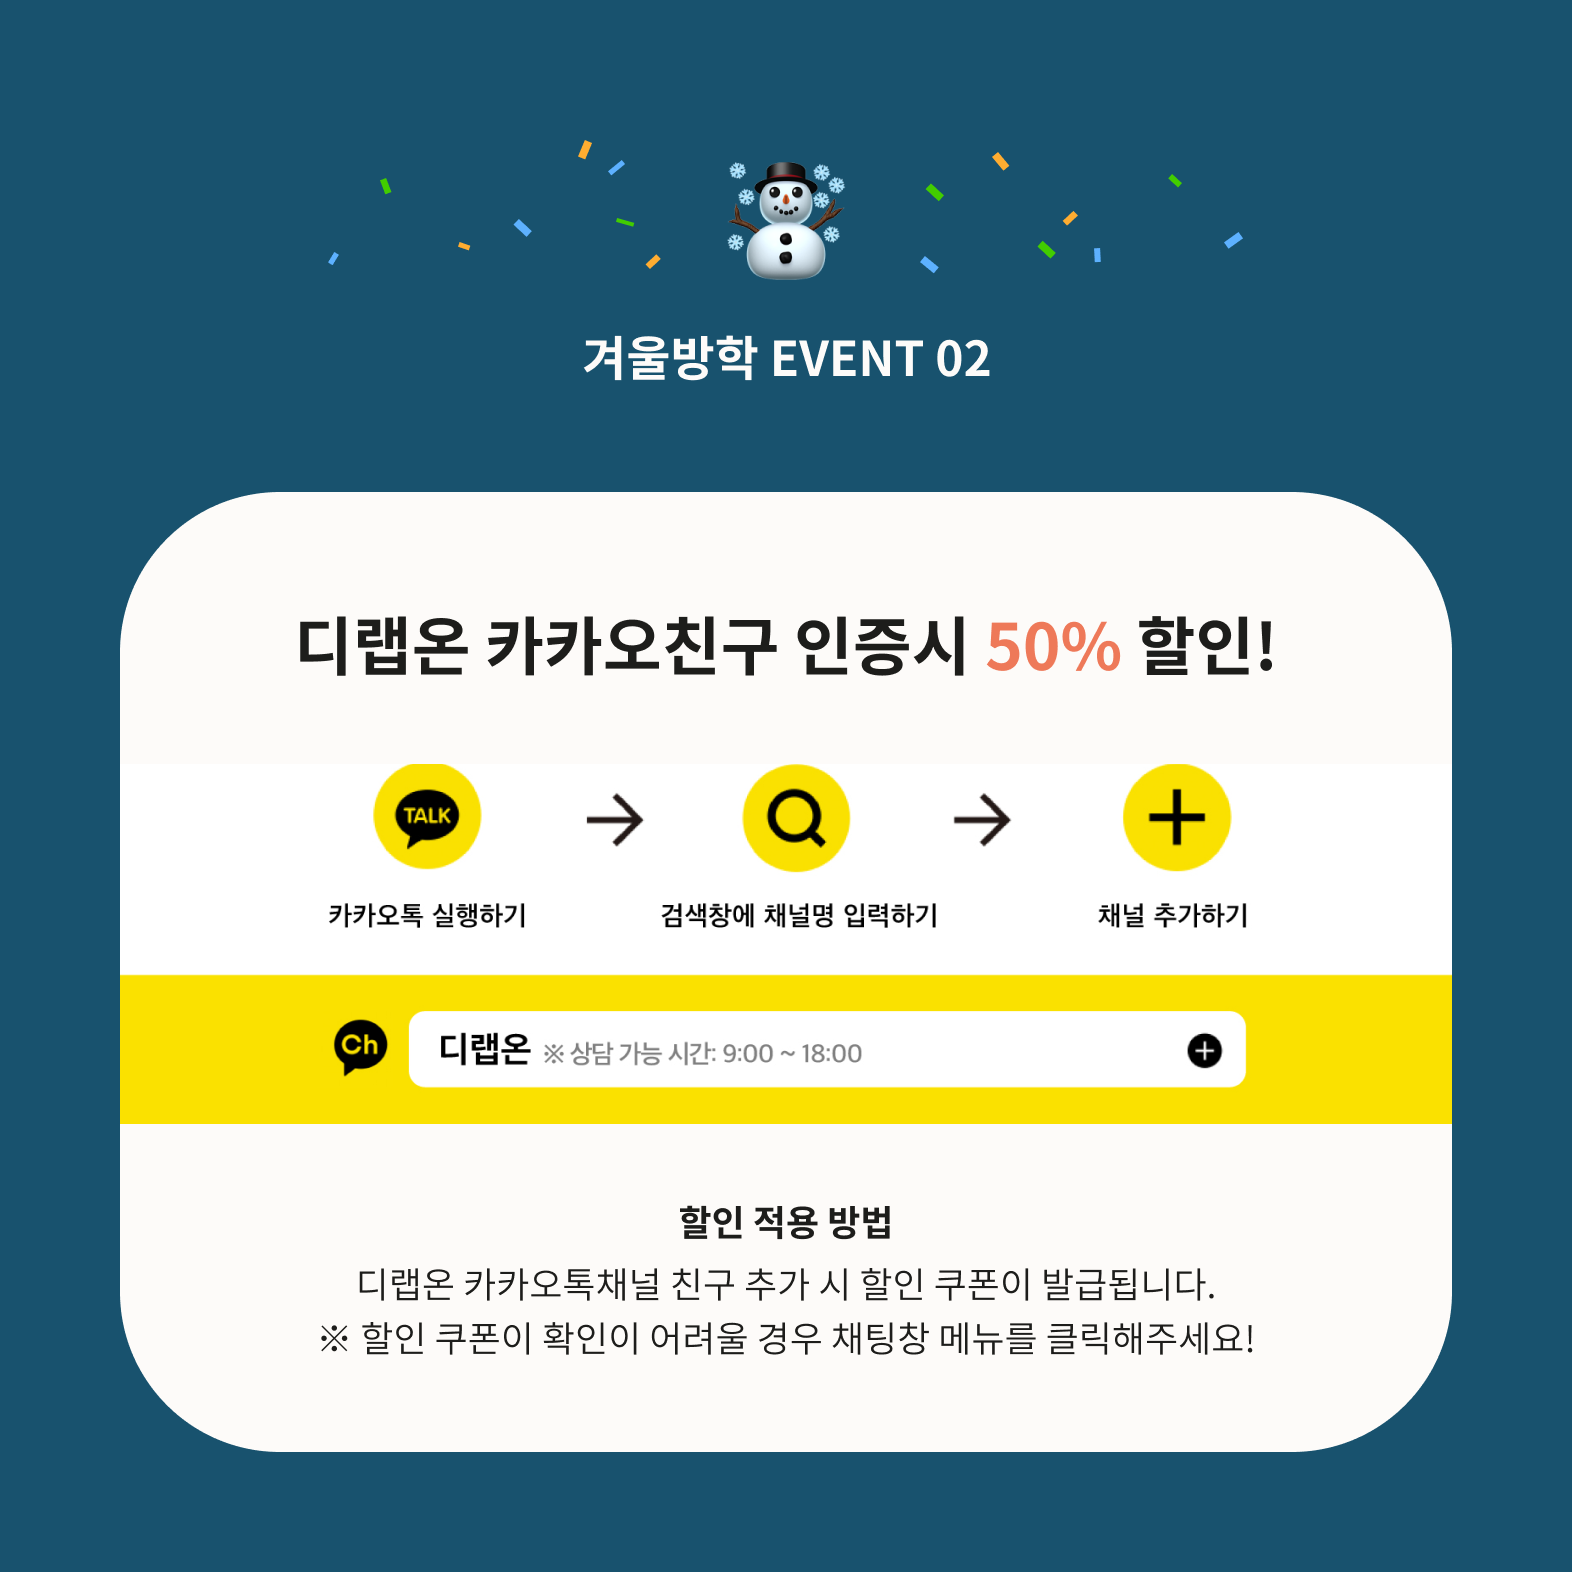 겨울방학 EVENT 02
디랩온 카카오친구 인증시 50% 할인!
TALK
카카오톡 실행하기
검색창에 채널명 입력하기
채널 추가하기
Ch 디랩온 ※ 상담 가능 시간: 9:00 ~ 18:00
할인 적용 방법
디랩온 카카오톡채널 친구 추가 시 할인 쿠폰이 발급됩니다.
※ 할인 쿠폰이 확인이 어려울 경우 채팅창 메뉴를 클릭해주세요!